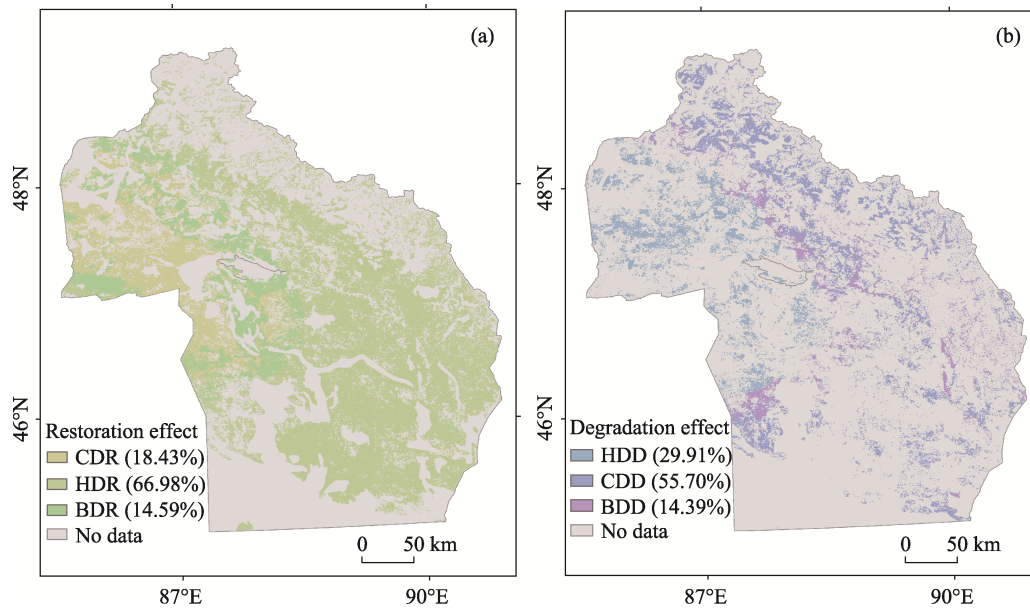 (a)
48°N
46°N
Restoration effect
CDR (18.43%)
HDR (66.98%)
BDR (14.59%)
No data
0 50 km
87°E 90°E
(b)
48°N
46°N
Degradation effect
HDD (29.91%)
CDD (55.70%)
BDD (14.39%)
No data
0 50 km
87°E 90°E